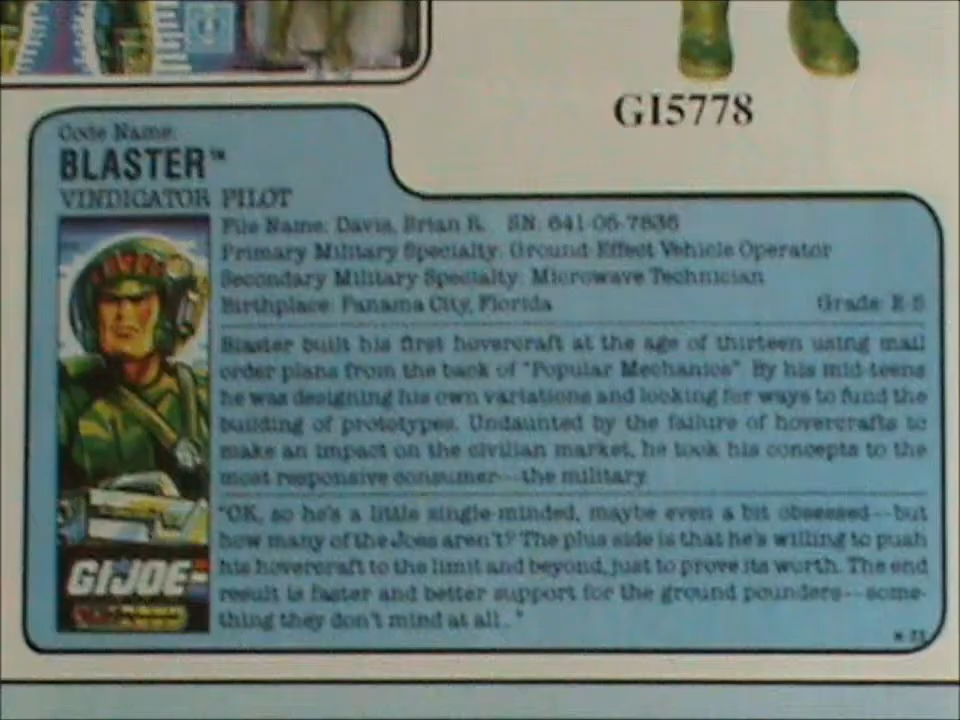 GI5778
Code Name:
BLASTER™
VINDICATOR PILOT
File Name: Davis, Brian R. SN: 641-05-7836
Primary Military Specialty: Ground Effect Vehicle Operator
Secondary Military Specialty: Microwave Technician
Birthplace: Panama City, Florida Grade: E-5
Blaster built his first hovercraft at the age of thirteen using mail
order plans from the back of "Popular Mechanics". By his mid-teens
he was designing his own variations and looking for ways to fund the
building of prototypes. Undaunted by the failure of hovercrafts to
make an impact on the civilian market, he took his concepts to the
most responsive consumer--the military.
"OK, so he's a little single-minded, maybe even a bit obsessed--but
how many of the Joes aren't? The plus side is that he's willing to push
his hovercraft to the limit and beyond, just to prove its worth. The end
result is faster and better support for the ground pounders--some-
thing they don't mind at all.."
GI JOE